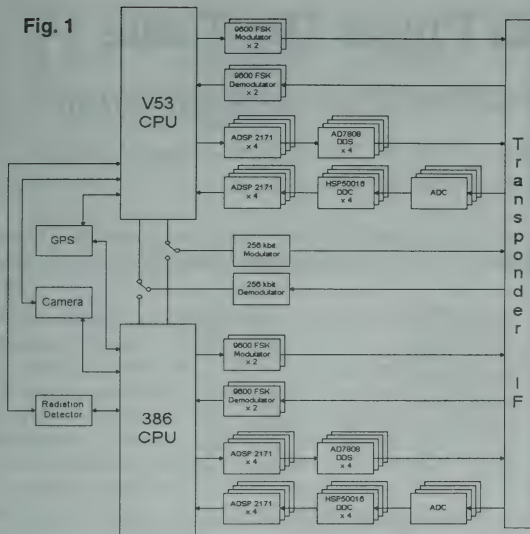 Fig. 1
V53
CPU
9600 FSK
Modulator
x 2
9600 FSK
Demodulator
x 2
ADSP 2171
x 4
AD7808
DDS
x 4
ADSP 2171
x 4
HSP50016
DDC
x 4
ADC
GPS
Camera
Radiation
Detector
256 kbit
Modulator
256 kbit
Demodulator
386
CPU
9600 FSK
Modulator
x 2
9600 FSK
Demodulator
x 2
ADSP 2171
x 4
AD7808
DDS
x 4
ADSP 2171
x 4
HSP50016
DDC
x 4
ADC
Transponder IF